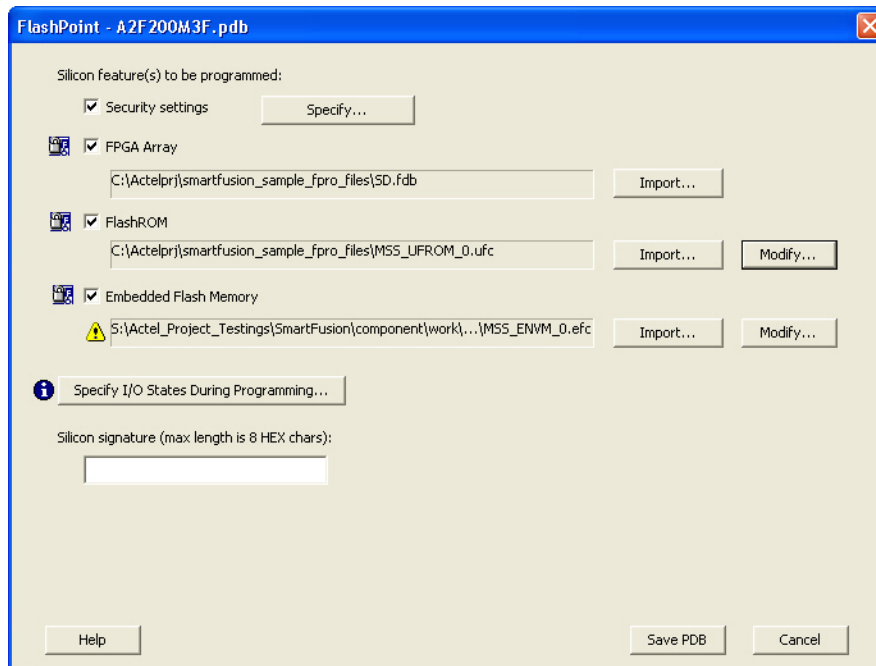 FlashPoint - A2F200M3F.pdb
Silicon feature(s) to be programmed:
Security settings
Specify...
FPGA Array
C:\Actelprj\smartfusion_sample_fpro_files\SD.fdb
Import...
FlashROM
C:\Actelprj\smartfusion_sample_fpro_files\MSS_UFROM_0.ufc
Import...
Modify...
Embedded Flash Memory
S:\Actel_Project_Testings\SmartFusion\component\work\...\MSS_ENVM_0.efc
Import...
Modify...
Specify I/O States During Programming...
Silicon signature (max length is 8 HEX chars):
Help
Save PDB
Cancel